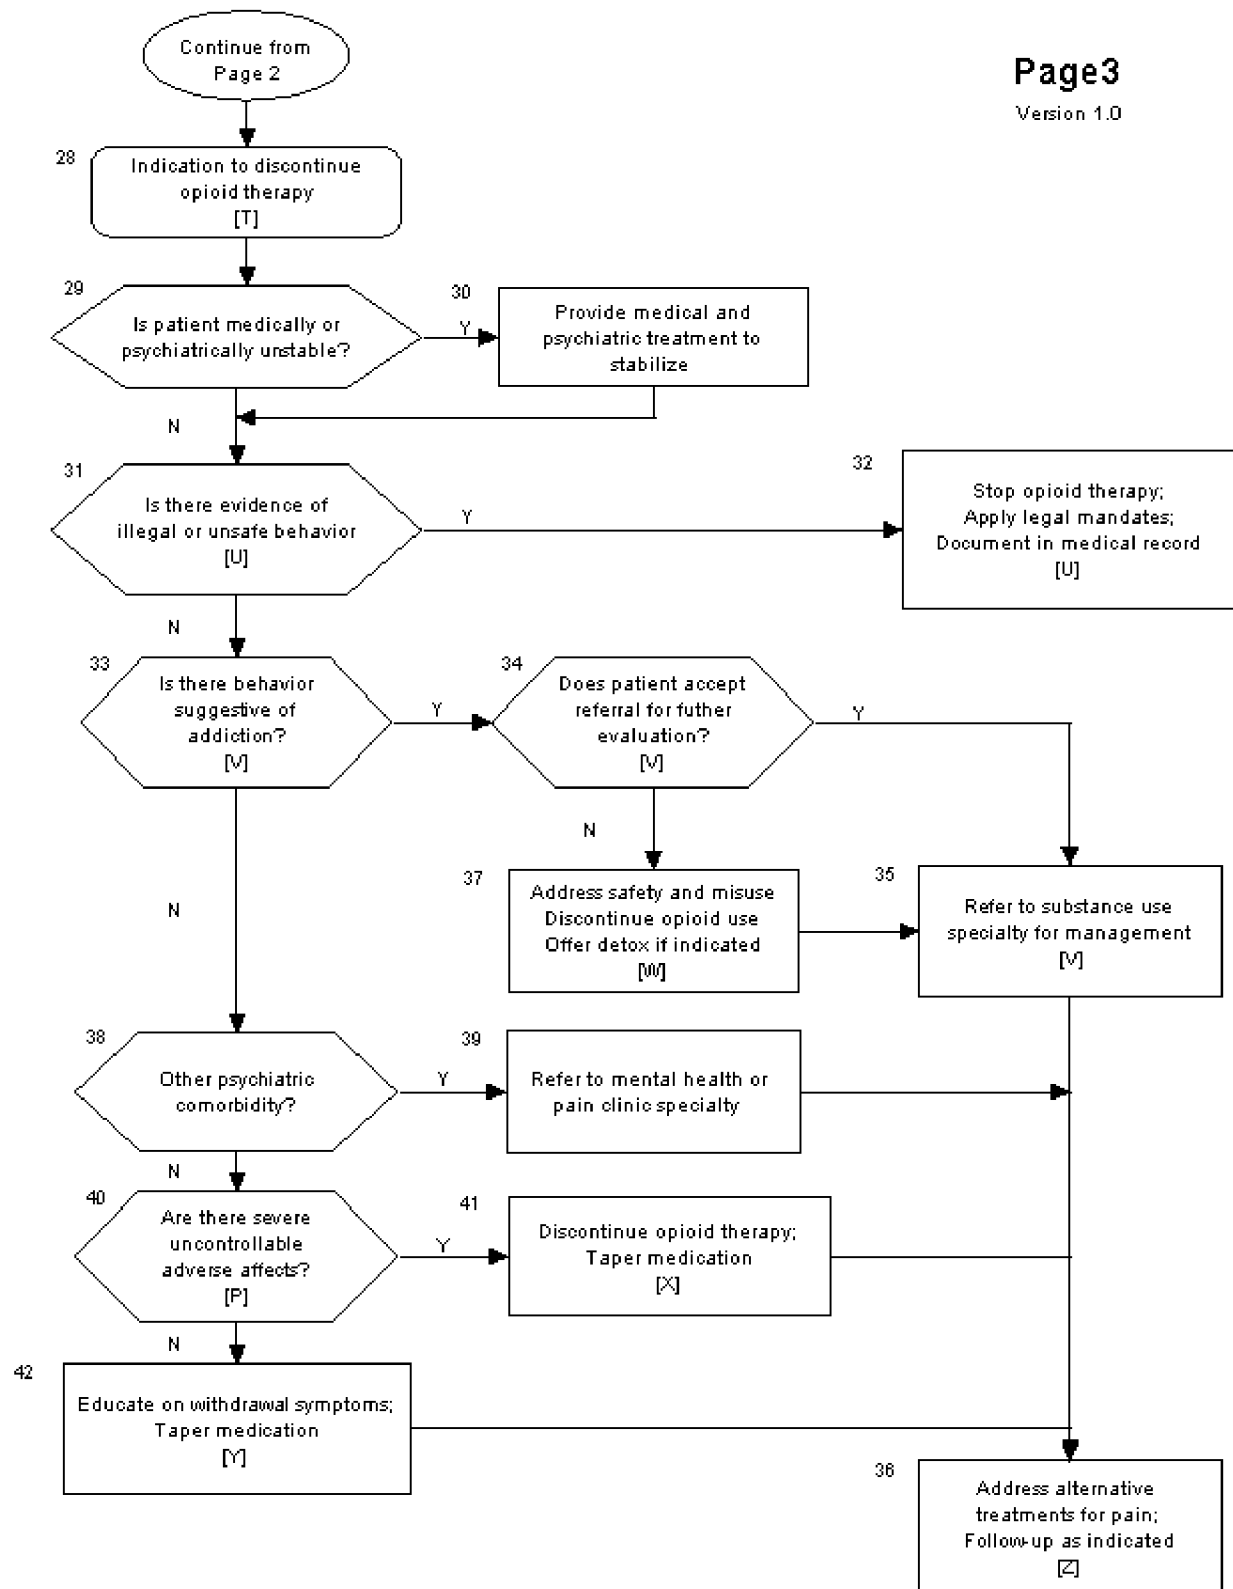 Continue from
Page 2
Page3
Version 1.0
28
Indication to discontinue
opioid therapy
[T]
29
Is patient medically or
psychiatrically unstable?
Y
30
Provide medical and
psychiatric treatment to
stabilize
N
31
Is there evidence of
illegal or unsafe behavior
[U]
Y
32
Stop opioid therapy;
Apply legal mandates;
Document in medical record
[U]
N
33
Is there behavior
suggestive of
addiction?
[V]
Y
34
Does patient accept
referral for futher
evaluation?
[V]
Y
N
37
Address safety and misuse
Discontinue opioid use
Offer detox if indicated
[W]
35
Refer to substance use
specialty for management
[V]
N
38
Other psychiatric
comorbidity?
Y
39
Refer to mental health or
pain clinic specialty
N
40
Are there severe
uncontrollable
adverse affects?
[P]
Y
41
Discontinue opioid therapy;
Taper medication
[X]
N
42
Educate on withdrawal symptoms;
Taper medication
[Y]
36
Address alternative
treatments for pain;
Follow-up as indicated
[Z]